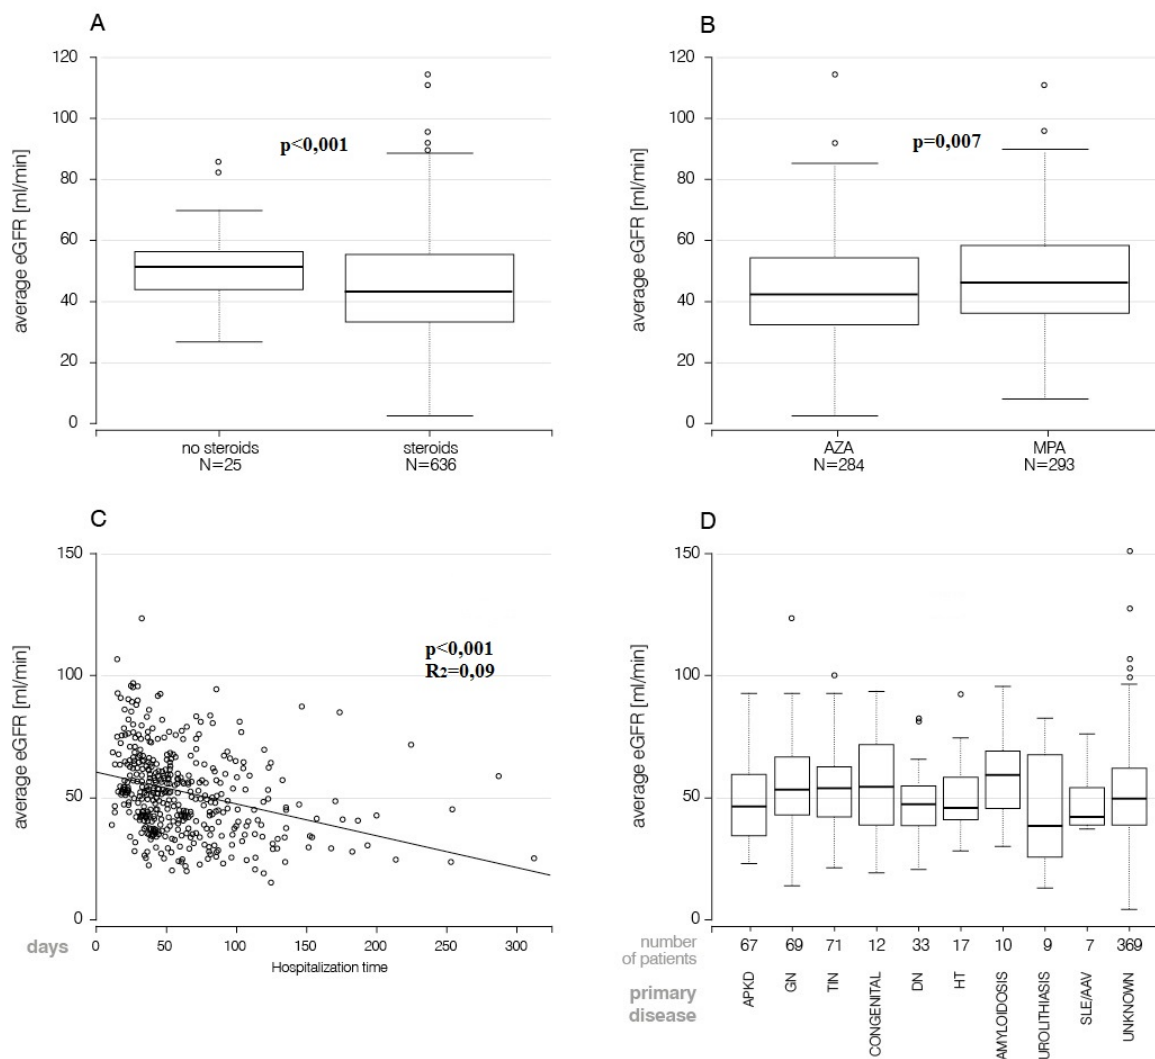 A
average eGFR [ml/min]
120
100
80
60
40
20
0
p<0,001
no steroids
N=25
steroids
N=636
B
average eGFR [ml/min]
120
100
80
60
40
20
0
p=0,007
AZA
N=284
MPA
N=293
C
average eGFR [ml/min]
150
100
50
0
p<0,001
R2=0,09
days
0 50 100 150 200 250 300
Hospitalization time
D
average eGFR [ml/min]
150
100
50
0
number
of patients
67 69 71 12 33 17 10 9 7 369
primary
disease
APKD
GN
TIN
CONGENITAL
DN
HT
AMYLOIDOSIS
UROLITHIASIS
SLE/AAV
UNKNOWN